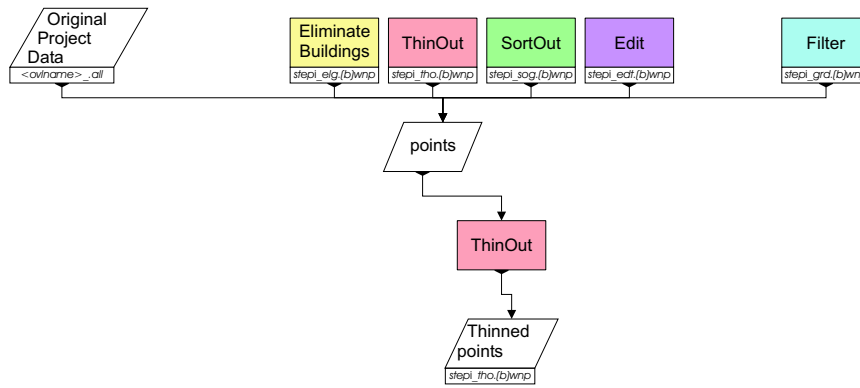 Original
Project
Data
<ovlname>_.all
Eliminate
Buildings
stepi_elg.{b}wnp
ThinOut
stepi_tho.{b}wnp
SortOut
stepi_sog.{b}wnp
Edit
stepi_edt.{b}wnp
Filter
stepi_grd.{b}wnp
points
ThinOut
Thinned
points
stepi_tho.{b}wnp